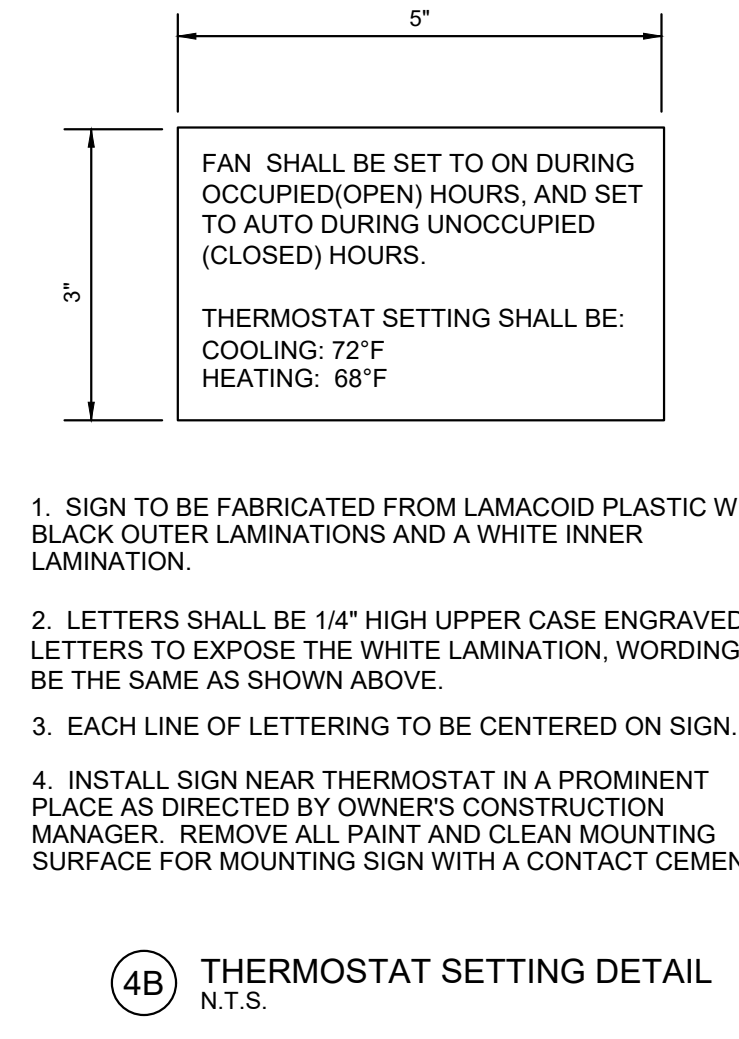 5"
3"
FAN SHALL BE SET TO ON DURING
OCCUPIED(OPEN) HOURS, AND SET
TO AUTO DURING UNOCCUPIED
(CLOSED) HOURS.
THERMOSTAT SETTING SHALL BE:
COOLING: 72°F
HEATING: 68°F
1. SIGN TO BE FABRICATED FROM LAMACOID PLASTIC W
BLACK OUTER LAMINATIONS AND A WHITE INNER
LAMINATION.
2. LETTERS SHALL BE 1/4" HIGH UPPER CASE ENGRAVED
LETTERS TO EXPOSE THE WHITE LAMINATION, WORDING
BE THE SAME AS SHOWN ABOVE.
3. EACH LINE OF LETTERING TO BE CENTERED ON SIGN.
4. INSTALL SIGN NEAR THERMOSTAT IN A PROMINENT
PLACE AS DIRECTED BY OWNER'S CONSTRUCTION
MANAGER. REMOVE ALL PAINT AND CLEAN MOUNTING
SURFACE FOR MOUNTING SIGN WITH A CONTACT CEMEN
4B THERMOSTAT SETTING DETAIL
N.T.S.